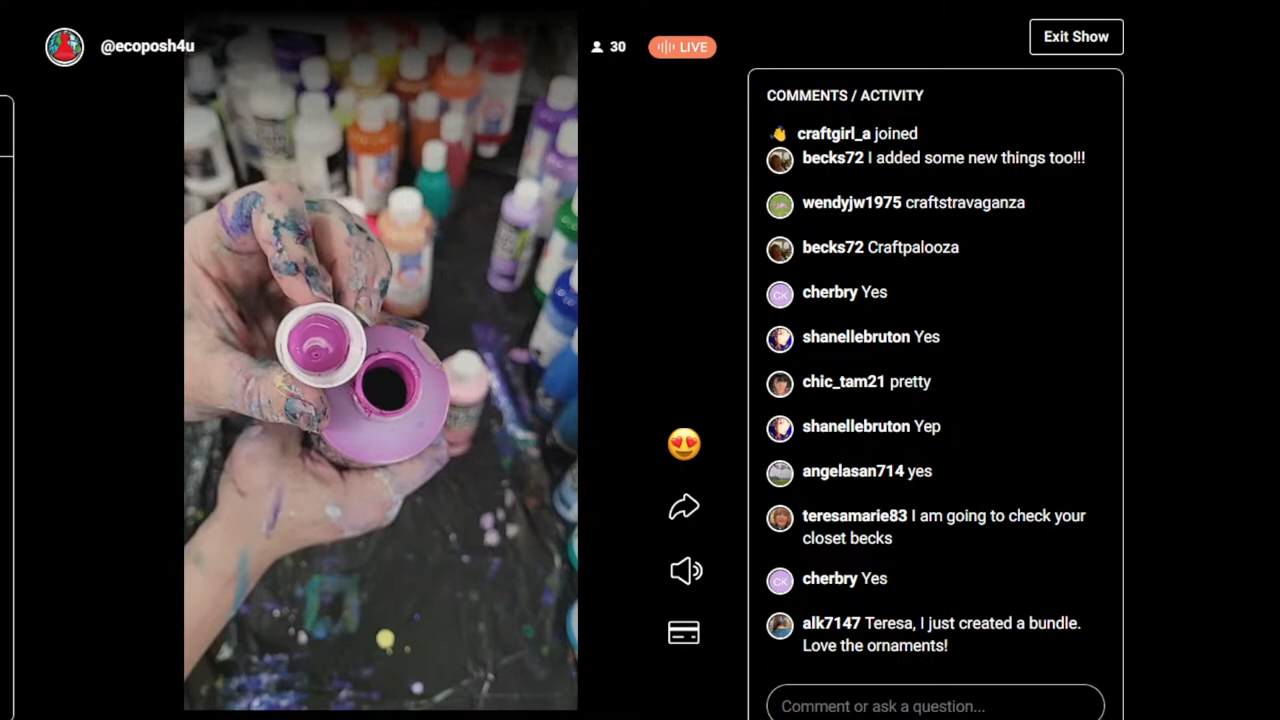 @ecoposh4u
30
LIVE
Exit Show
COMMENTS / ACTIVITY
craftgirl_a joined
becks72 I added some new things too!!!
wendyjw1975 craftstravaganza
becks72 Craftpalooza
cherbry Yes
CK
shanellebruton Yes
chic_tam21 pretty
shanellebruton Yep
angelasan714 yes
teresamarie83 I am going to check your
closet becks
cherbry Yes
CK
alk7147 Teresa, I just created a bundle.
Love the ornaments!
Comment or ask a question...